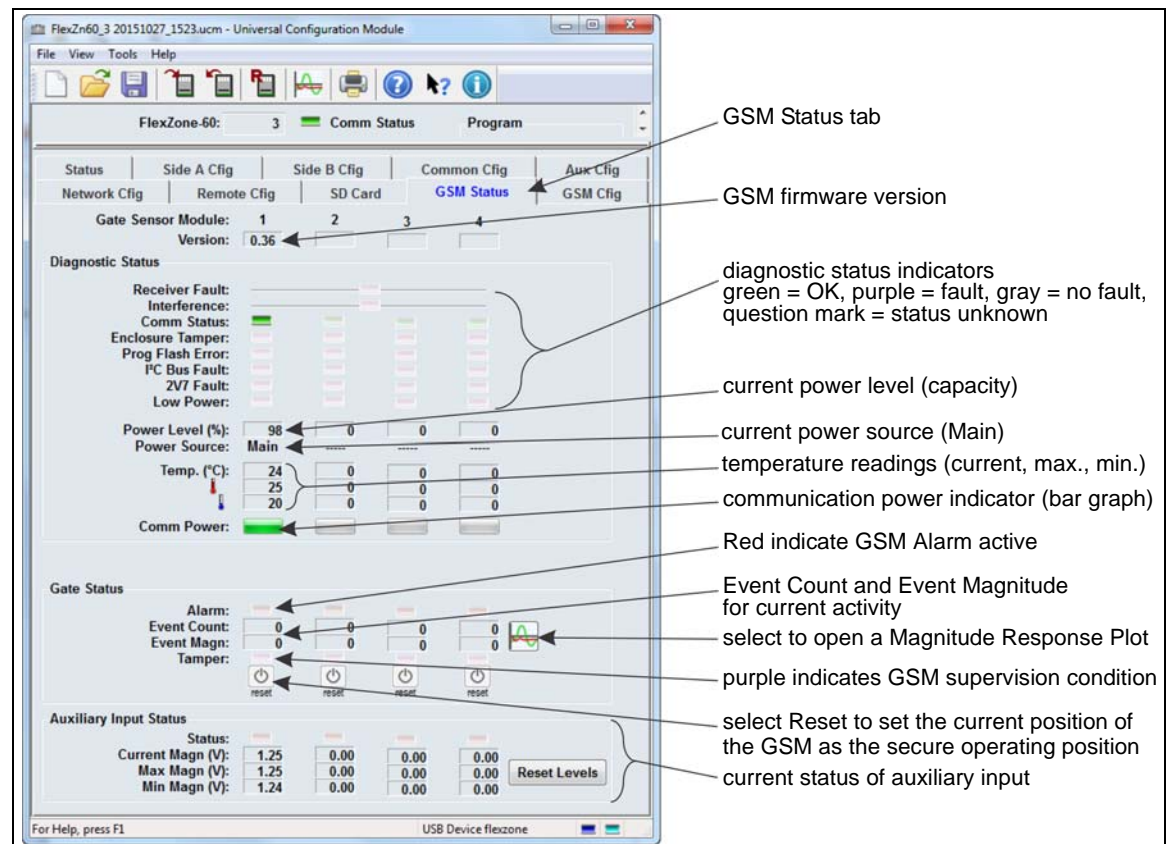 FlexZn60_3 20151027_1523.ucm - Universal Configuration Module
File View Tools Help
FlexZone-60: 3 Comm Status Program
Status Side A Cfig Side B Cfig Common Cfig Aux Cfig
Network Cfig Remote Cfig SD Card GSM Status GSM Cfig
Gate Sensor Module: 1 2 3 4
Version: 0.36
Diagnostic Status
Receiver Fault:
Interference:
Comm Status:
Enclosure Tamper:
Prog Flash Error:
I²C Bus Fault:
2V7 Fault:
Low Power:
Power Level (%): 98 0 0 0
Power Source: Main ----- ----- -----
Temp. (°C): 24 0 0 0
25 0 0 0
20 0 0 0
Comm Power:
Gate Status
Alarm:
Event Count: 0 0 0 0
Event Magn: 0 0 0 0
Tamper:
reset reset reset reset
Auxiliary Input Status
Status:
Current Magn (V): 1.25 0.00 0.00 0.00
Max Magn (V): 1.25 0.00 0.00 0.00 Reset Levels
Min Magn (V): 1.24 0.00 0.00 0.00
For Help, press F1 USB Device flexzone
GSM Status tab
GSM firmware version
diagnostic status indicators
green = OK, purple = fault, gray = no fault,
question mark = status unknown
current power level (capacity)
current power source (Main)
temperature readings (current, max., min.)
communication power indicator (bar graph)
Red indicate GSM Alarm active
Event Count and Event Magnitude
for current activity
select to open a Magnitude Response Plot
purple indicates GSM supervision condition
select Reset to set the current position of
the GSM as the secure operating position
current status of auxiliary input